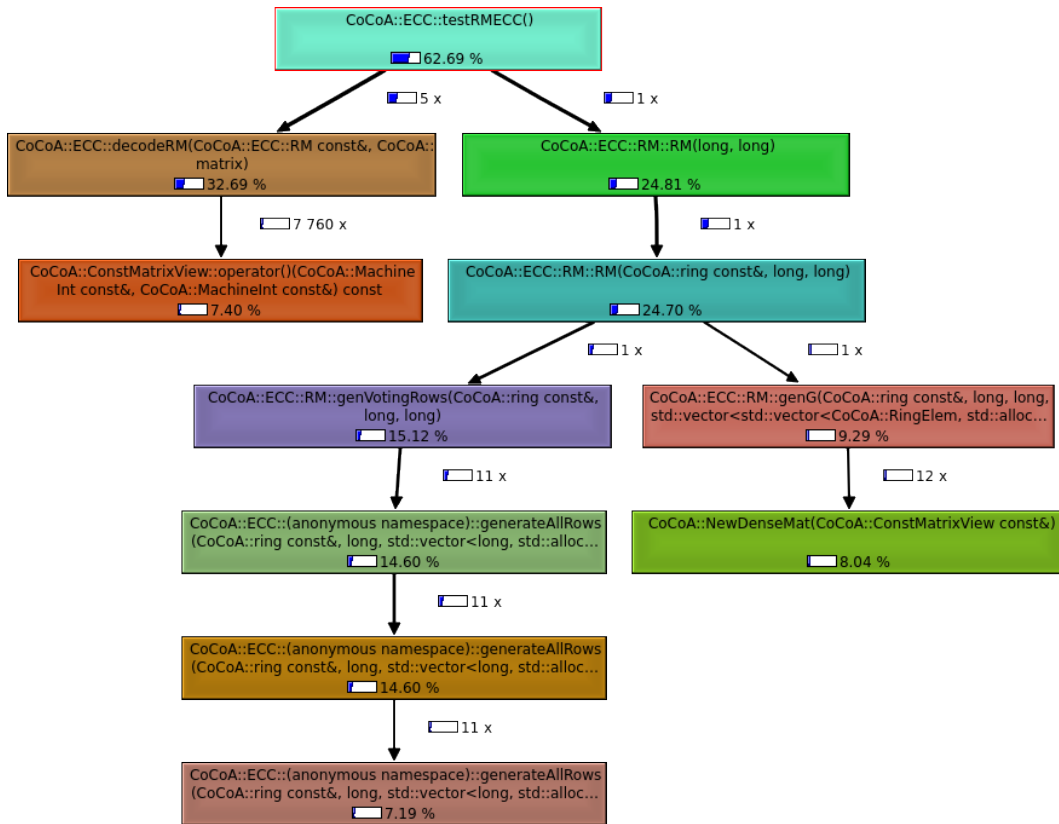 CoCoA::ECC::testRMECC()
62.69 %
5 x
1 x
CoCoA::ECC::decodeRM(CoCoA::ECC::RM const&, CoCoA::
matrix)
32.69 %
CoCoA::ECC::RM::RM(long, long)
24.81 %
7 760 x
1 x
CoCoA::ConstMatrixView::operator()(CoCoA::Machine
Int const&, CoCoA::MachineInt const&) const
7.40 %
CoCoA::ECC::RM::RM(CoCoA::ring const&, long, long)
24.70 %
1 x
1 x
CoCoA::ECC::RM::genVotingRows(CoCoA::ring const&,
long, long)
15.12 %
CoCoA::ECC::RM::genG(CoCoA::ring const&, long, long,
std::vector<std::vector<CoCoA::RingElem, std::alloc...
9.29 %
11 x
12 x
CoCoA::ECC::(anonymous namespace)::generateAllRows
(CoCoA::ring const&, long, std::vector<long, std::alloc...
14.60 %
CoCoA::NewDenseMat(CoCoA::ConstMatrixView const&)
8.04 %
11 x
CoCoA::ECC::(anonymous namespace)::generateAllRows
(CoCoA::ring const&, long, std::vector<long, std::alloc...
14.60 %
11 x
CoCoA::ECC::(anonymous namespace)::generateAllRows
(CoCoA::ring const&, long, std::vector<long, std::alloc...
7.19 %